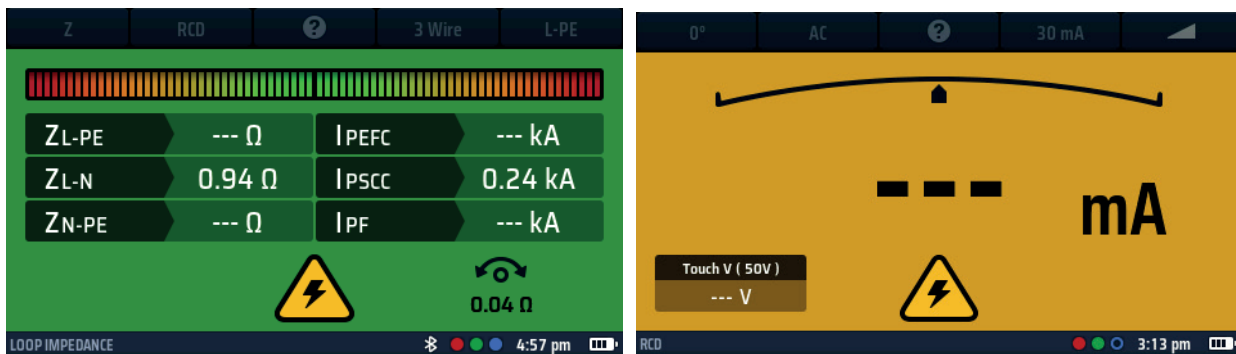 Z RCD ? 3 Wire L-PE
ZL-PE --- Ω IPEFC --- kA
ZL-N 0.94 Ω IPSCC 0.24 kA
ZN-PE --- Ω IPF --- kA
0.04 Ω
LOOP IMPEDANCE 4:57 pm
0° AC ? 30 mA
--- mA
Touch V ( 50V )
--- V
RCD 3:13 pm